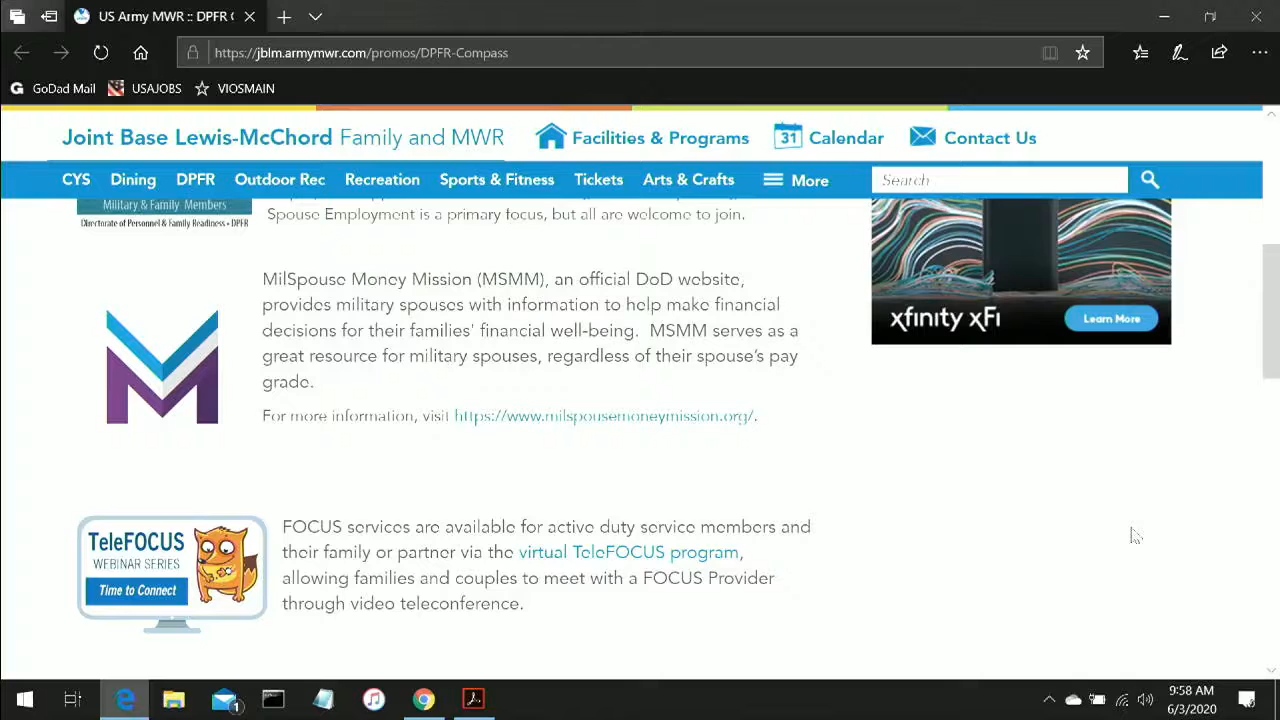 US Army MWR :: DPFR C
https://jblm.armymwr.com/promos/DPFR-Compass
G GoDad Mail USAJOBS VIOSMAIN
Joint Base Lewis-McChord Family and MWR
Facilities & Programs
31 Calendar
Contact Us
CYS Dining DPFR Outdoor Rec Recreation Sports & Fitness Tickets Arts & Crafts More
Search
Military & Family Members
Directorate of Personnel & Family Readiness • DPFR
Spouse Employment is a primary focus, but all are welcome to join.
xfinity xFi
Learn More
MilSpouse Money Mission (MSMM), an official DoD website,
provides military spouses with information to help make financial
decisions for the their families' financial well-being. MSMM serves as a
great resource for military spouses, regardless of their spouse's pay
grade.
For more information, visit https://www.milspousemoneymission.org/.
TeleFOCUS
WEBINAR SERIES
Time to Connect
FOCUS services are available for active duty service members and
their family or partner via the virtual TeleFOCUS program,
allowing families and couples to meet with a FOCUS Provider
through video teleconference.
1
9:58 AM
6/3/2020